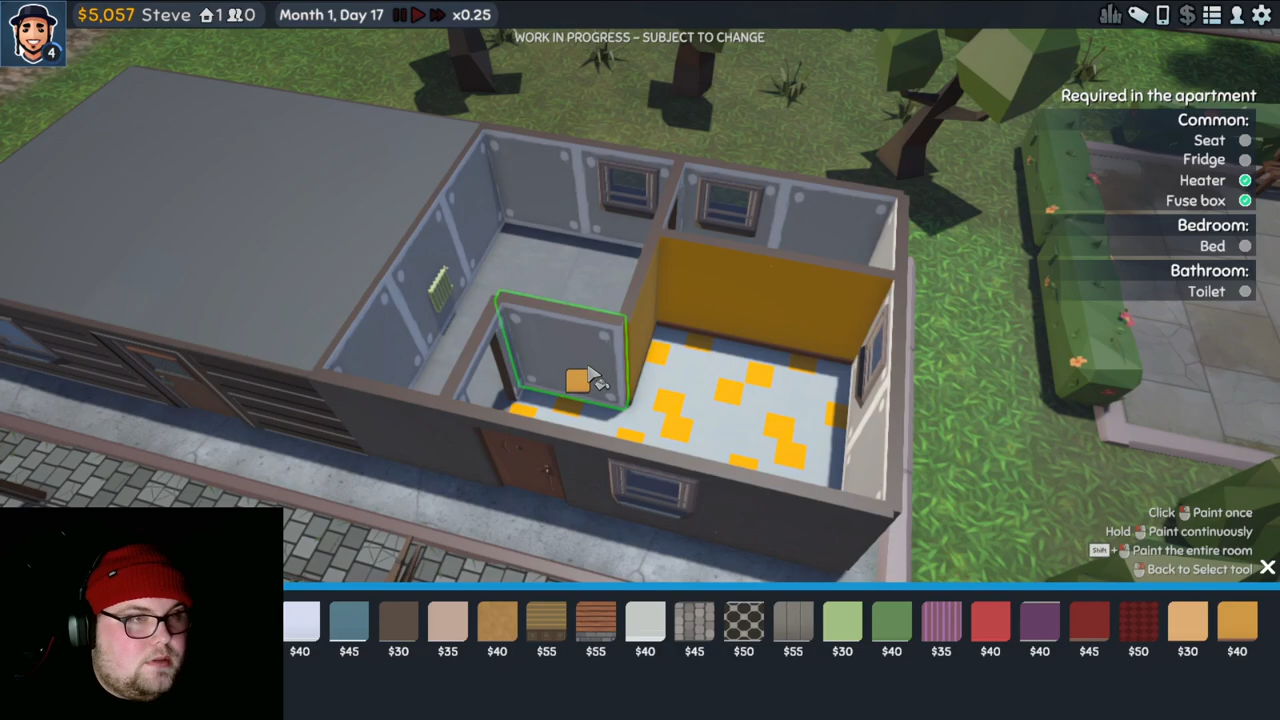 $5,057 Steve 1 0 Month 1, Day 17 x0.25
4
WORK IN PROGRESS – SUBJECT TO CHANGE
Required in the apartment
Common:
Seat
Fridge
Heater
Fuse box
Bedroom:
Bed
Bathroom:
Toilet
Click Paint once
Hold Paint continuously
Shift + Paint the entire room
Back to Select tool
$40 $45 $30 $35 $40 $55 $55 $40 $45 $50 $55 $30 $40 $35 $40 $40 $45 $50 $30 $40